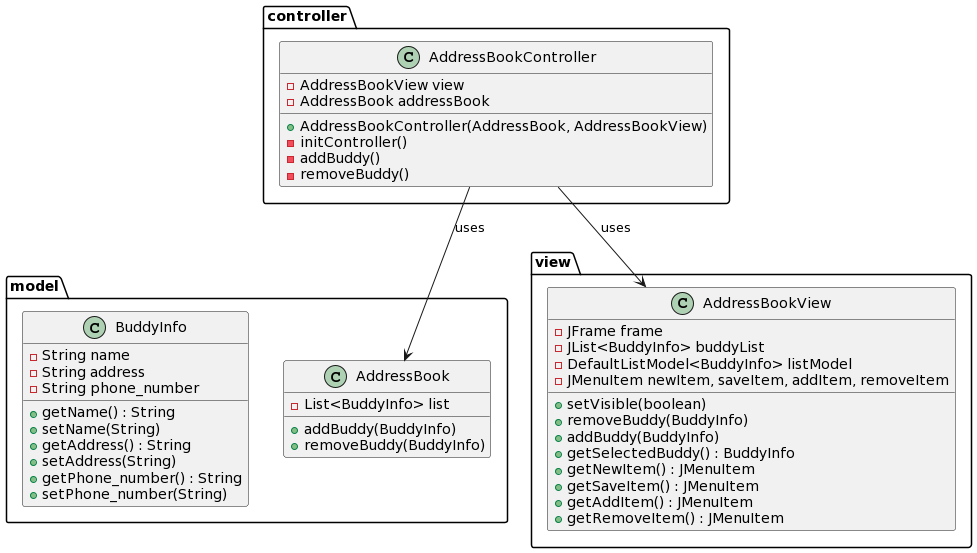 controller
C AddressBookController
AddressBookView view
AddressBook addressBook
AddressBookController(AddressBook, AddressBookView)
initController()
addBuddy()
removeBuddy()
uses
uses
model
C BuddyInfo
String name
String address
String phone_number
getName() : String
setName(String)
getAddress() : String
setAddress(String)
getPhone_number() : String
setPhone_number(String)
C AddressBook
List<BuddyInfo> list
addBuddy(BuddyInfo)
removeBuddy(BuddyInfo)
view
C AddressBookView
JFrame frame
JList<BuddyInfo> buddyList
DefaultListModel<BuddyInfo> listModel
JMenuItem newItem, saveItem, addItem, removeItem
setVisible(boolean)
removeBuddy(BuddyInfo)
addBuddy(BuddyInfo)
getSelectedBuddy() : BuddyInfo
getNewItem() : JMenuItem
getSaveItem() : JMenuItem
getAddItem() : JMenuItem
getRemoveItem() : JMenuItem